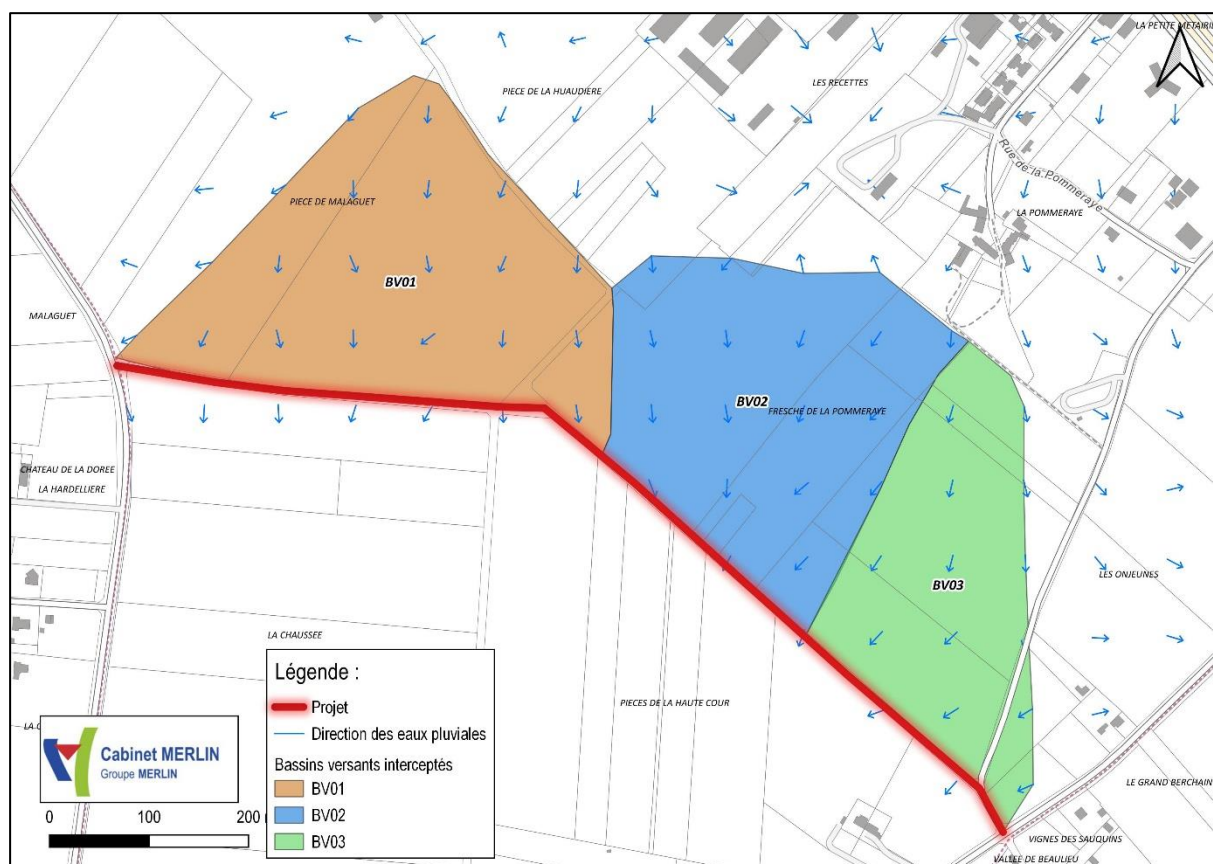 LA PETITE METAIRIE
PIECE DE LA HUAUDIERE
LES RECETTES
Rue de la Pommeraye
PIECE DE MALAGUET
LA POMMERAYE
BV01
MALAGUET
BV02
FRESCHE DE LA POMMERAYE
CHATEAU DE LA DOREE
LA HARDELLIERE
BV03
LES ONJEUNES
LA CHAUSSEE
PIECES DE LA HAUTE COUR
Légende :
Projet
Direction des eaux pluviales
Bassins versants interceptés
BV01
BV02
BV03
Cabinet MERLIN
Groupe MERLIN
0 100 200
LE GRAND BERCHAIN
VIGNES DES SAUQUINS
VALLEE DE BEAULIEU